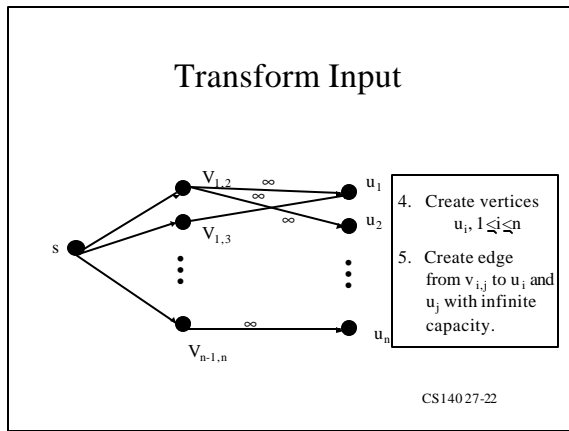 Transform Input
V1,2
∞
u1
∞
V1,3
∞
u2
s
V n-1,n
∞
un
4. Create vertices
ui, 1≤i≤n
5. Create edge
from vi,j to ui and
uj with infinite
capacity.
CS140 27-22